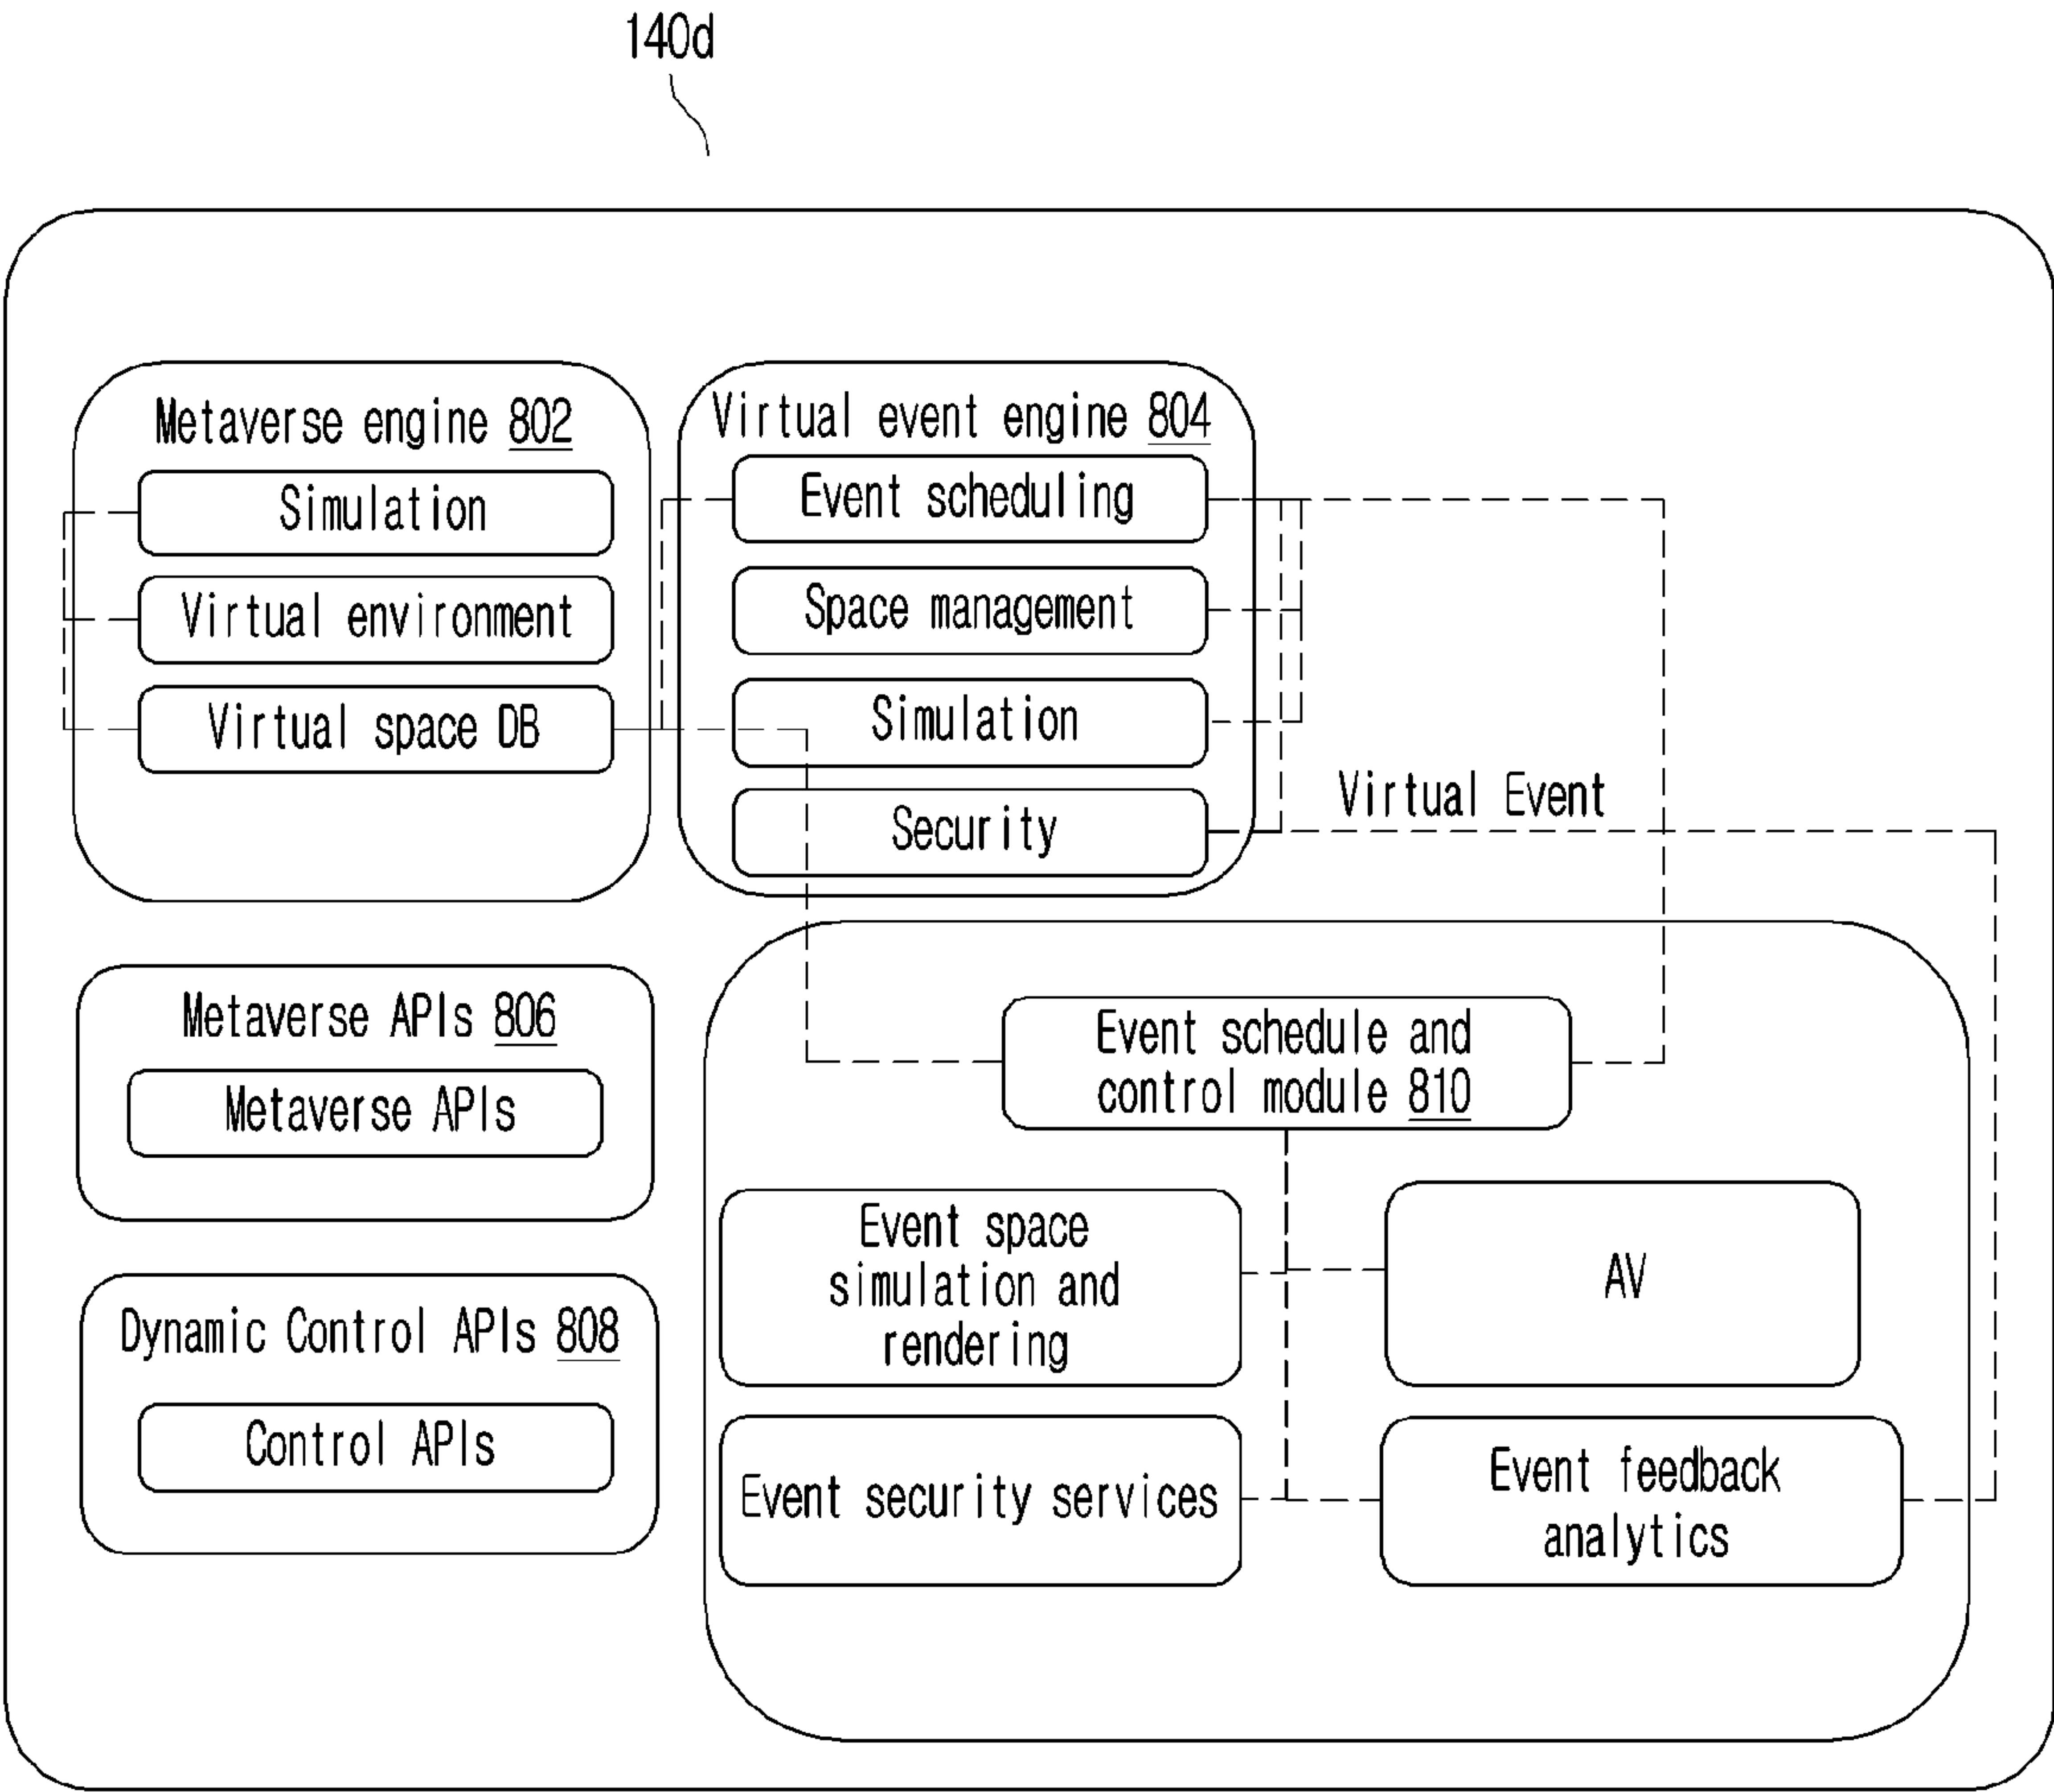 140d
Metaverse engine 802
Simulation
Virtual environment
Virtual space DB
Virtual event engine 804
Event scheduling
Space management
Simulation
Security
Virtual Event
Metaverse APIs 806
Metaverse APIs
Dynamic Control APIs 808
Control APIs
Event schedule and
control module 810
Event space
simulation and
rendering
AV
Event security services
Event feedback
analytics